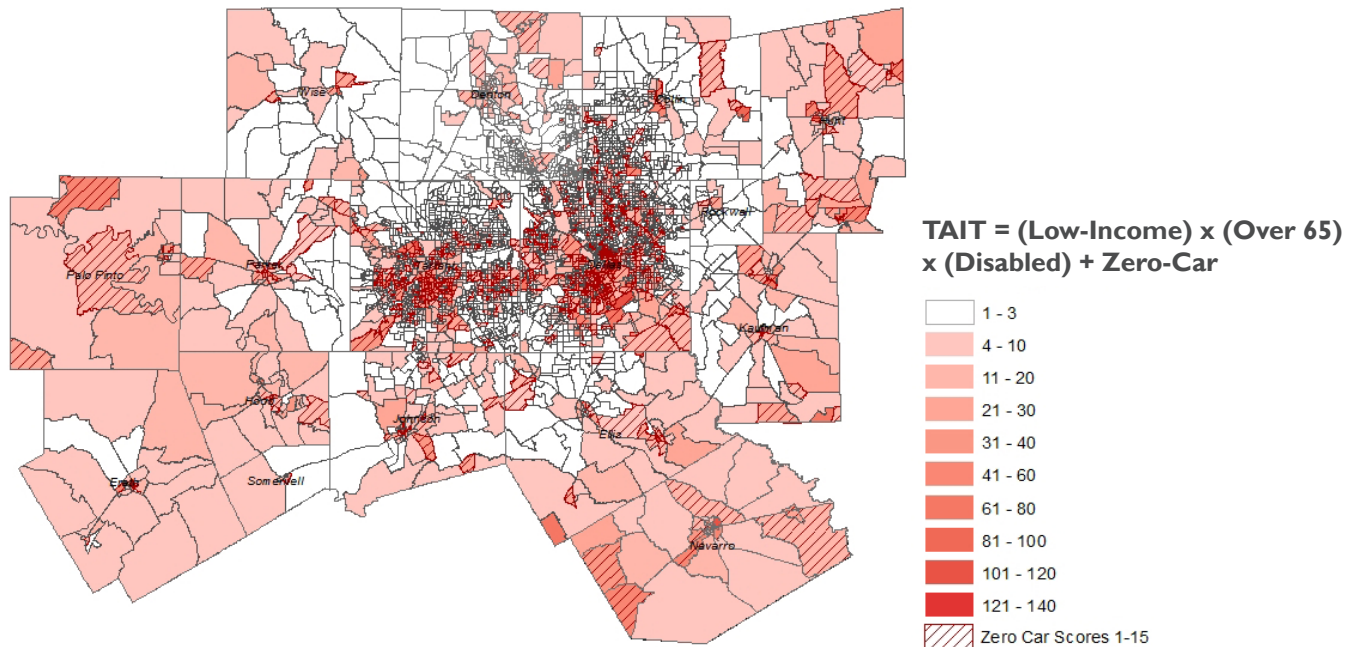 Wise
Denton
Collin
Hunt
Palo Pinto
Parker
Tarrant
Dallas
Rockwall
Kaufman
Hood
Johnson
Ellis
Erath
Somervell
Navarro
TAIT = (Low-Income) x (Over 65)
x (Disabled) + Zero-Car
1 - 3
4 - 10
11 - 20
21 - 30
31 - 40
41 - 60
61 - 80
81 - 100
101 - 120
121 - 140
Zero Car Scores 1-15